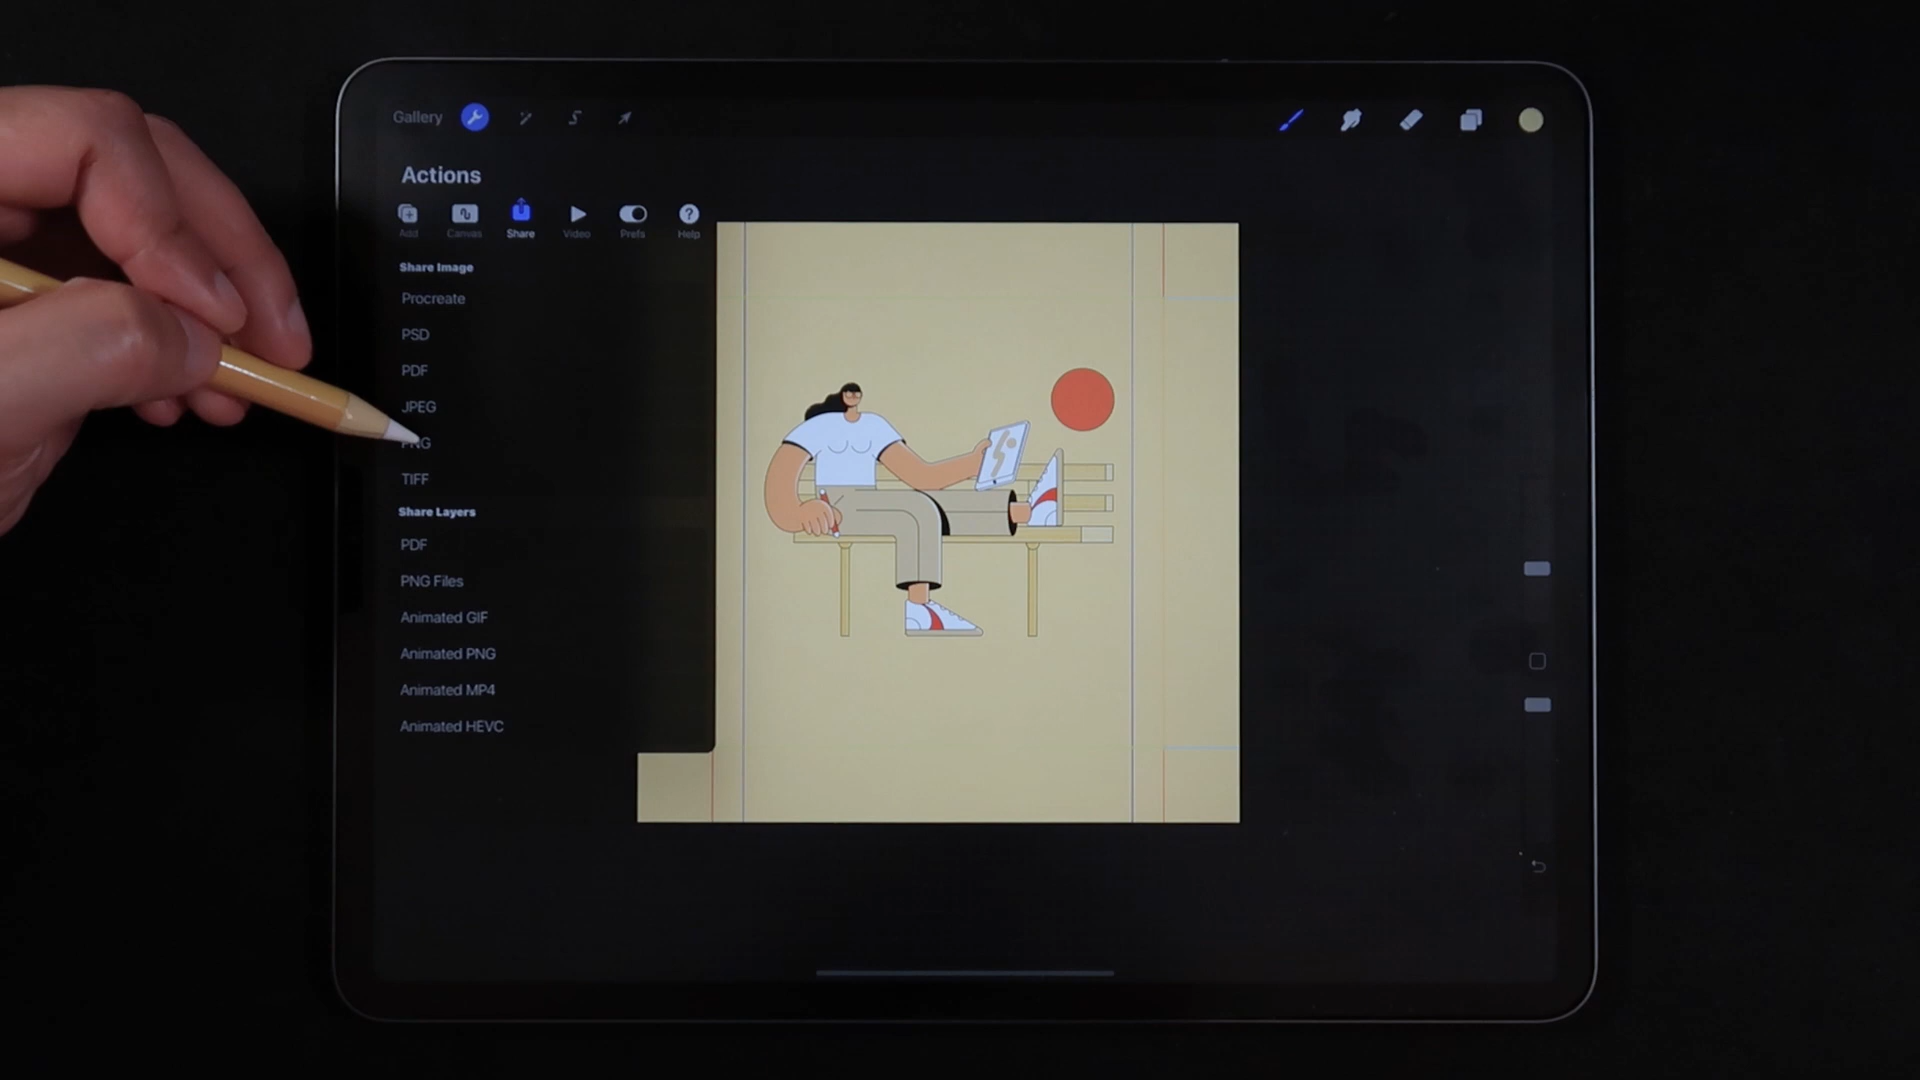 Gallery
Actions
Add Canvas Share Video Prefs Help
Share Image
Procreate
PSD
PDF
JPEG
PNG
TIFF
Share Layers
PDF
PNG Files
Animated GIF
Animated PNG
Animated MP4
Animated HEVC